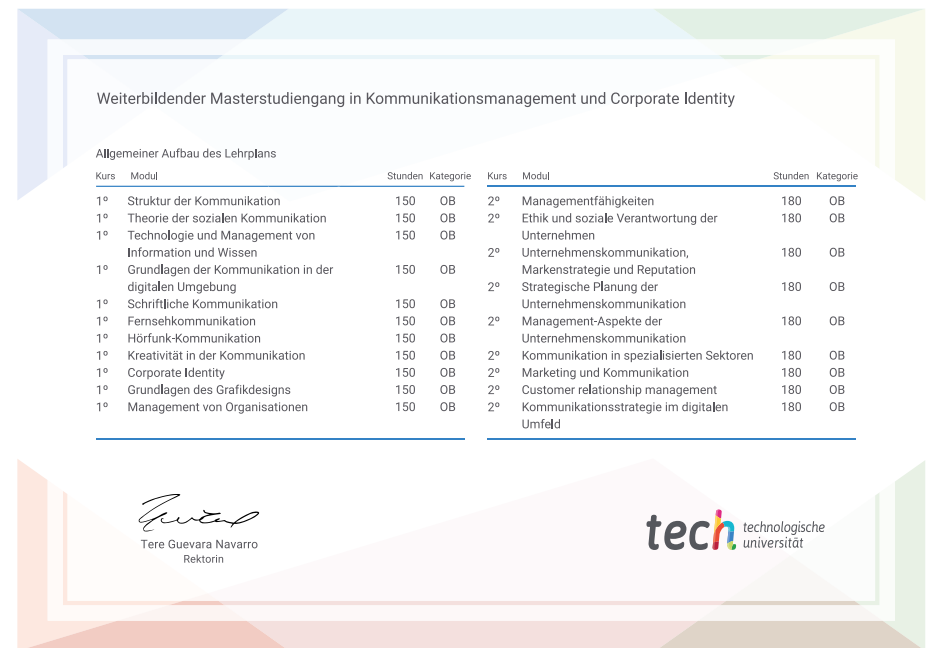 Weiterbildender Masterstudiengang in Kommunikationsmanagement und Corporate Identity
Allgemeiner Aufbau des Lehrplans
Kurs Modul Stunden Kategorie
1º Struktur der Kommunikation 150 OB
1º Theorie der sozialen Kommunikation 150 OB
1º Technologie und Management von 150 OB
Information und Wissen
1º Grundlagen der Kommunikation in der 150 OB
digitalen Umgebung
1º Schriftliche Kommunikation 150 OB
1º Fernsehkommunikation 150 OB
1º Hörfunk-Kommunikation 150 OB
1º Kreativität in der Kommunikation 150 OB
1º Corporate Identity 150 OB
1º Grundlagen des Grafikdesigns 150 OB
1º Management von Organisationen 150 OB
Kurs Modul Stunden Kategorie
2º Managementfähigkeiten 180 OB
2º Ethik und soziale Verantwortung der 180 OB
Unternehmen
2º Unternehmenskommunikation, 180 OB
Markenstrategie und Reputation
2º Strategische Planung der 180 OB
Unternehmenskommunikation
2º Management-Aspekte der 180 OB
Unternehmenskommunikation
2º Kommunikation in spezialisierten Sektoren 180 OB
2º Marketing und Kommunikation 180 OB
2º Customer relationship management 180 OB
2º Kommunikationsstrategie im digitalen 180 OB
Umfeld
Tere Guevara Navarro
Rektorin
tech technologische
universität